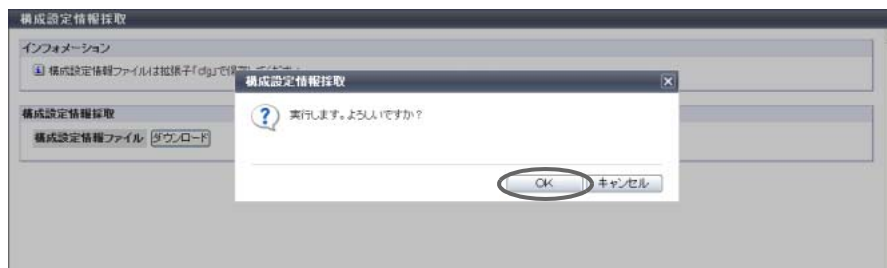 構成設定情報採取
インフォメーション
構成設定情報ファイルは拡張子「cfg」で保
構成設定情報採取
実行します。よろしいですか?
OK
キャンセル
構成設定情報採取
構成設定情報ファイル ダウンロード